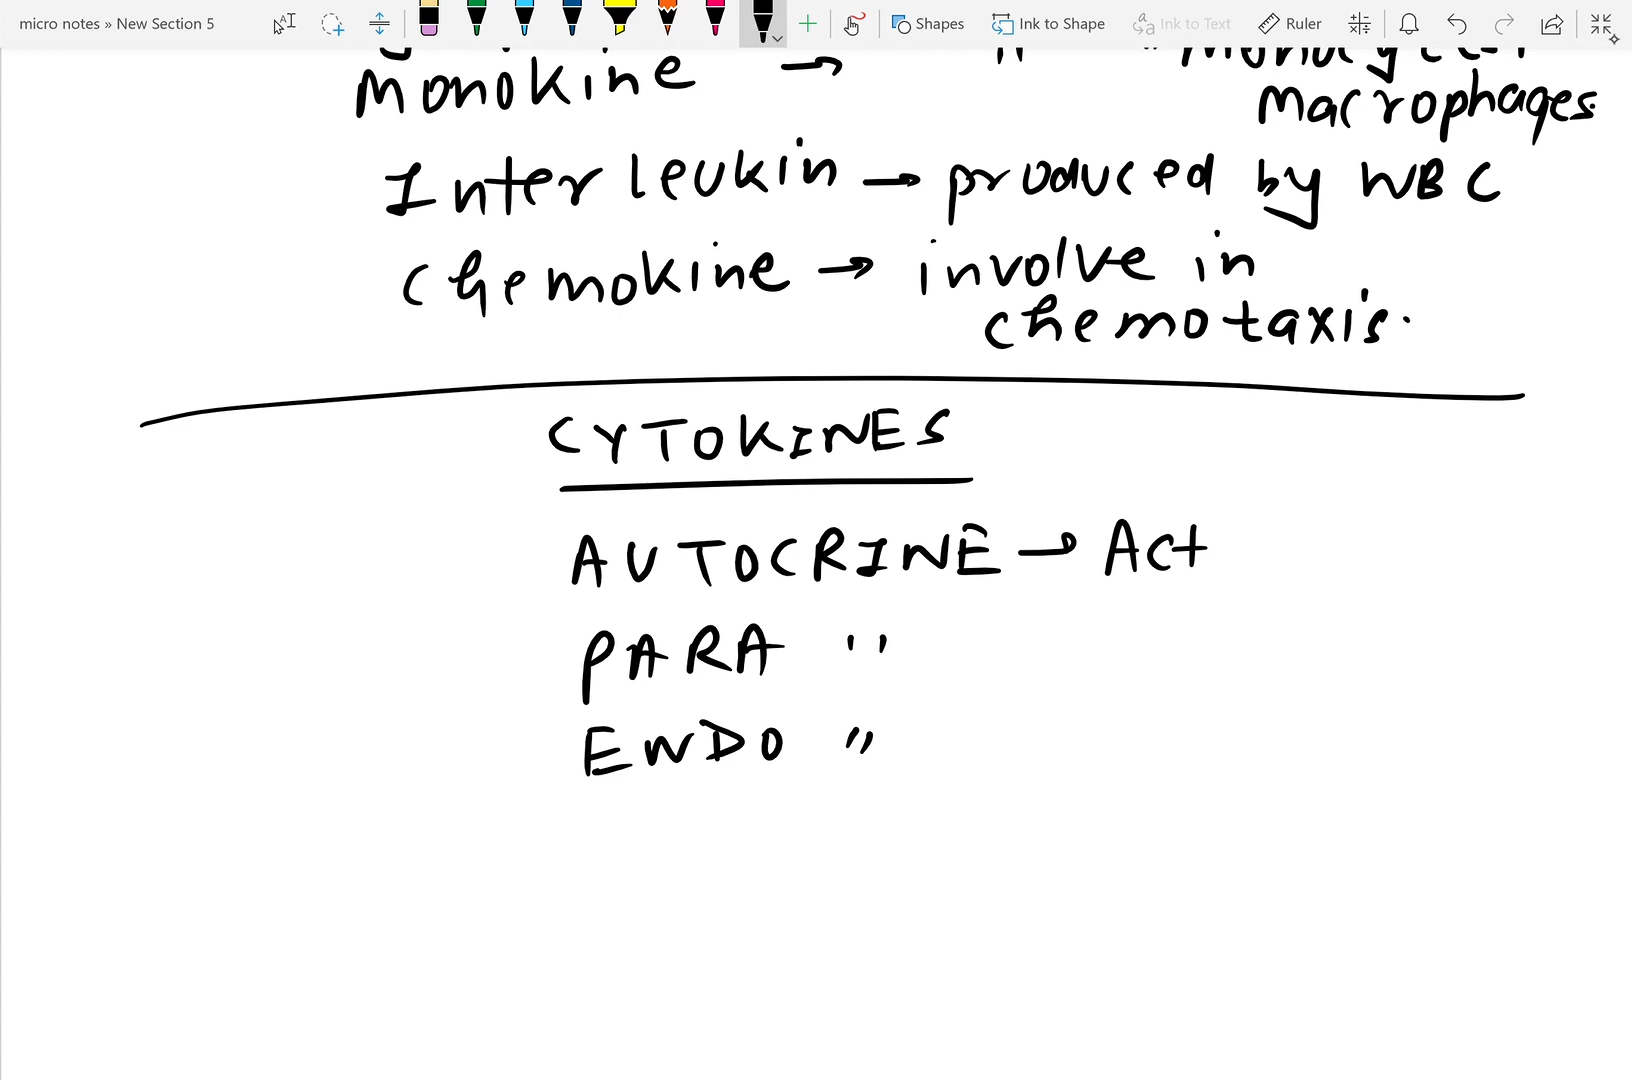 micro notes » New Section 5 Shapes Ink to Shape Ink to Text Ruler
Monokine → " "
Macrophages.
Interleukin → produced by WBC
Chemokine → involve in
chemotaxis.
CYTOKINES
AUTOCRINE → Act
PARA "
ENDO "